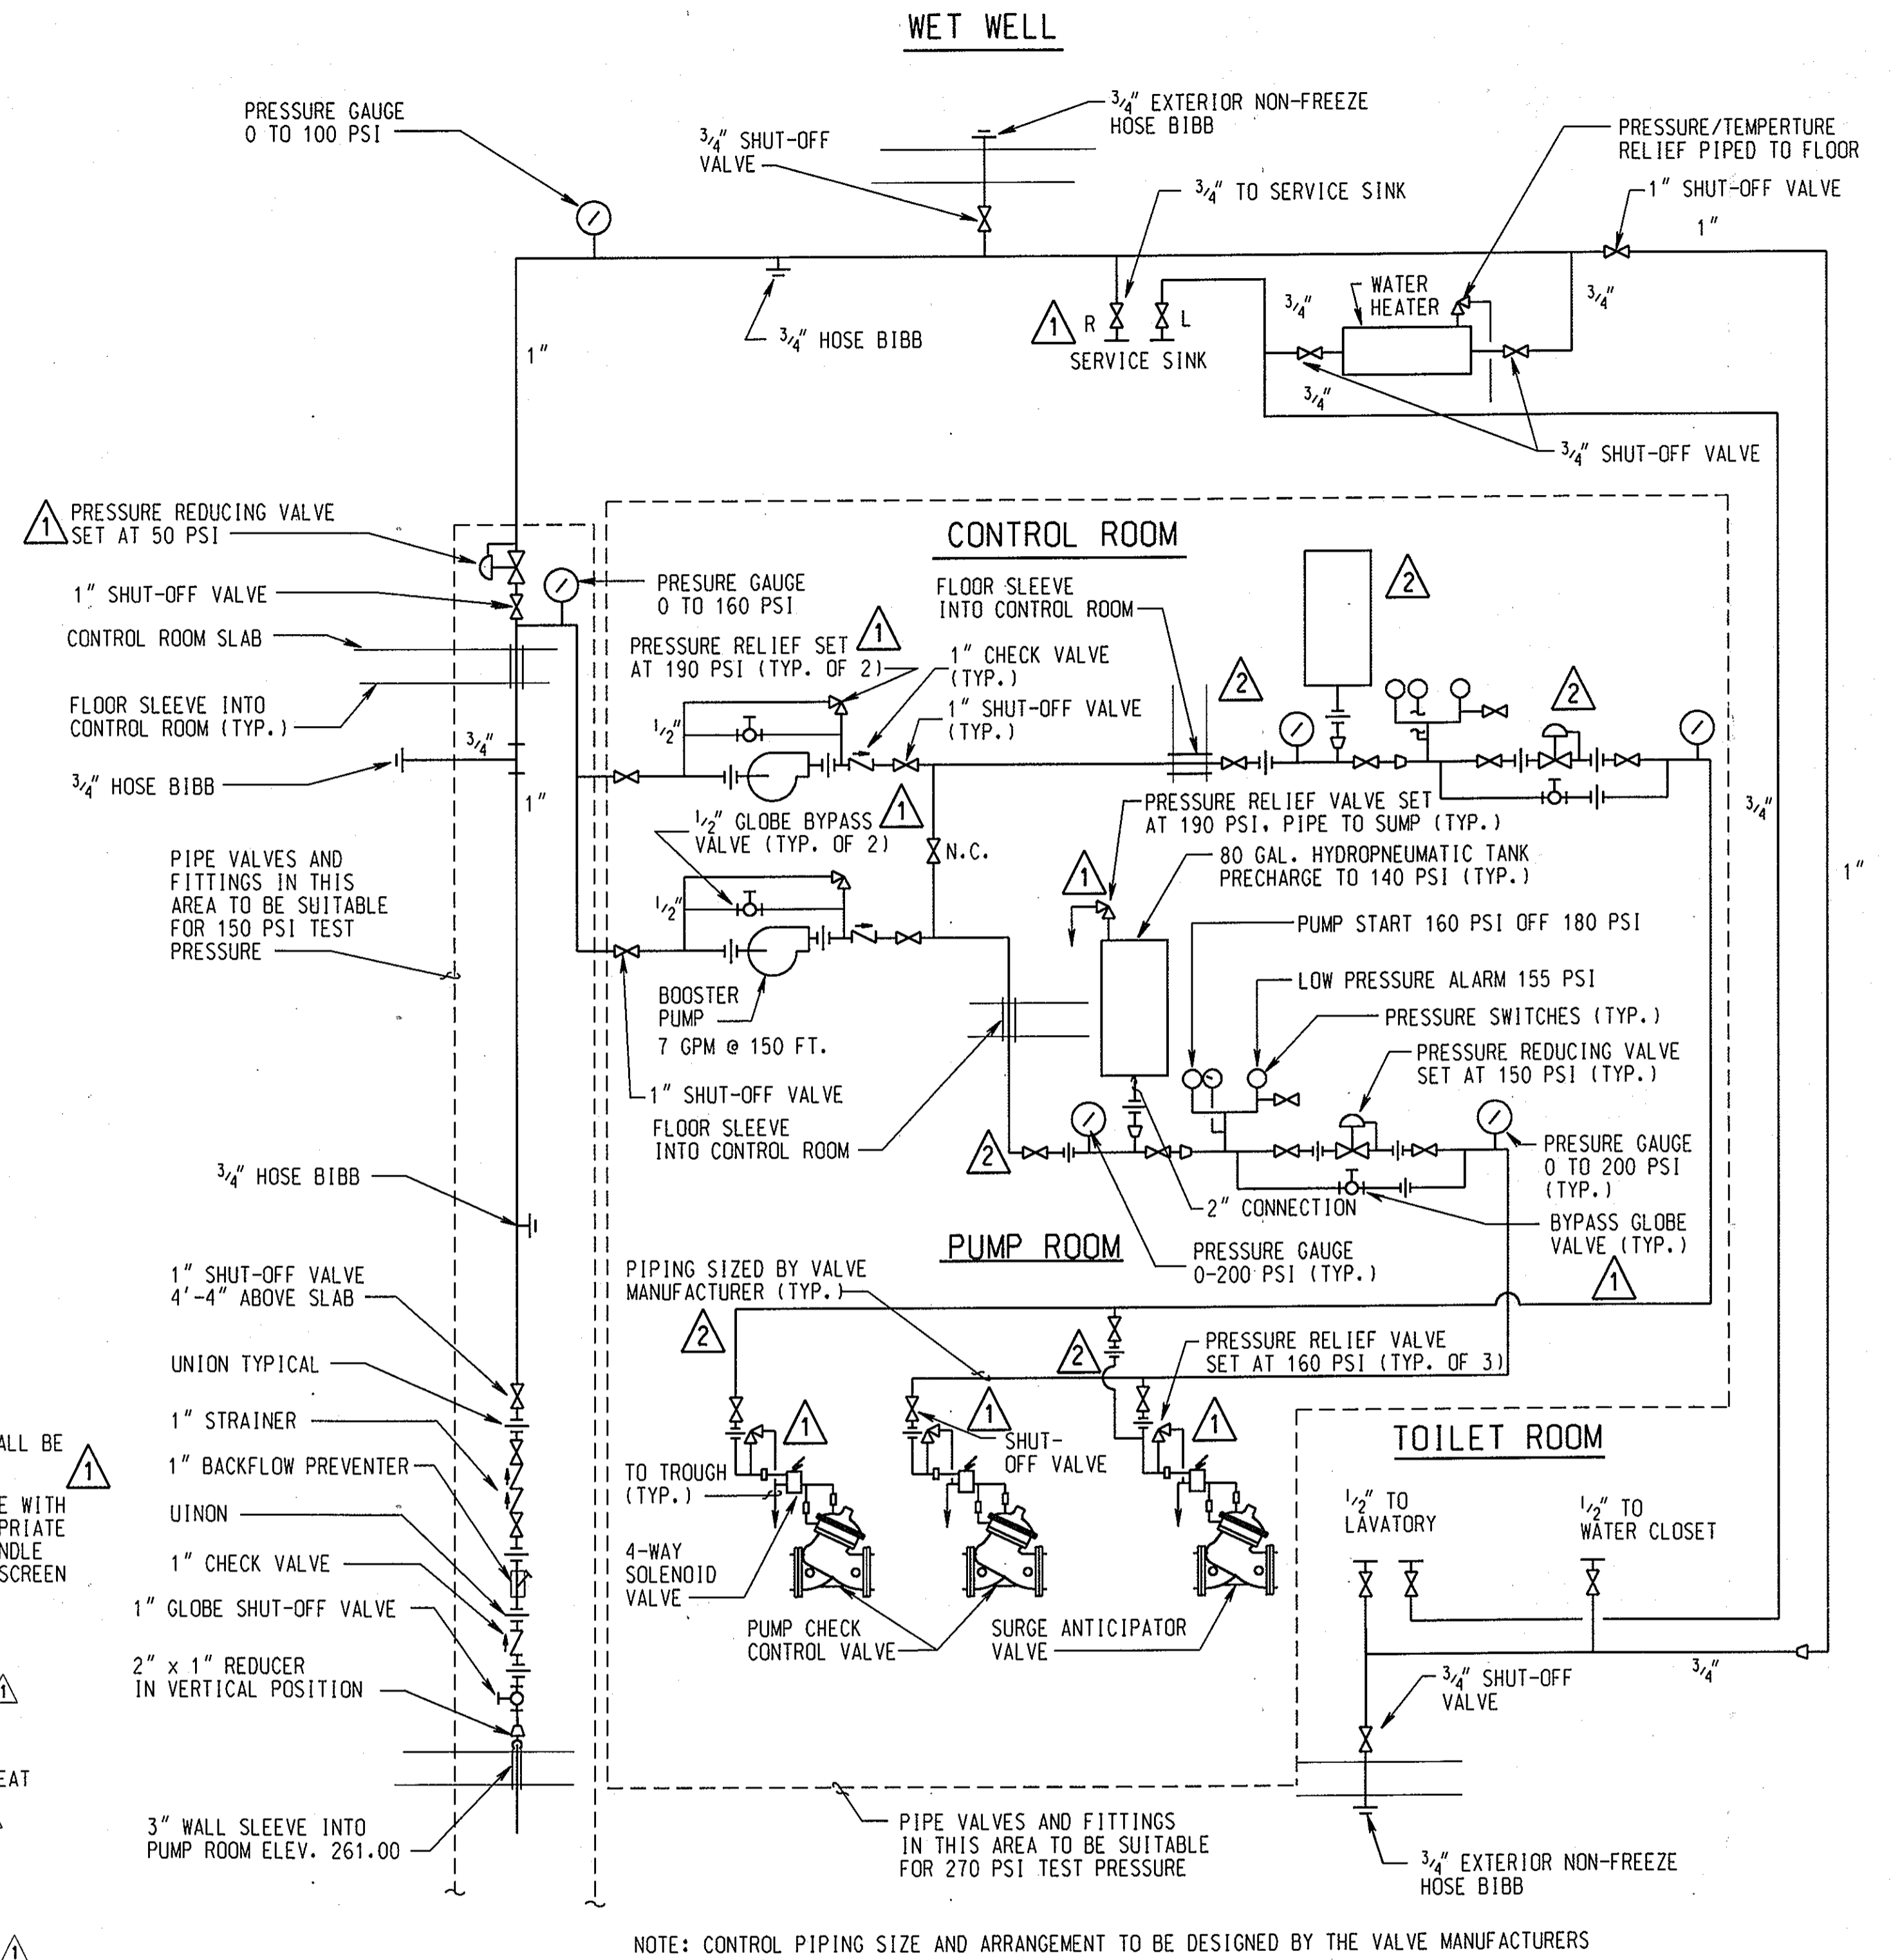 WET WELL
PRESSURE GAUGE
0 TO 100 PSI
3/4" SHUT-OFF
VALVE
3/4" EXTERIOR NON-FREEZE
HOSE BIBB
PRESSURE/TEMPERTURE
RELIEF PIPED TO FLOOR
3/4" TO SERVICE SINK
1" SHUT-OFF VALVE
1"
3/4" HOSE BIBB
1"
1
R
L
SERVICE SINK
WATER
HEATER
3/4"
3/4"
3/4"
3/4" SHUT-OFF VALVE
1
PRESSURE REDUCING VALVE
SET AT 50 PSI
1" SHUT-OFF VALVE
CONTROL ROOM SLAB
FLOOR SLEEVE INTO
CONTROL ROOM (TYP.)
3/4"
3/4" HOSE BIBB
1"
PIPE VALVES AND
FITTINGS IN THIS
AREA TO BE SUITABLE
FOR 150 PSI TEST
PRESSURE
CONTROL ROOM
PRESURE GAUGE
0 TO 160 PSI
FLOOR SLEEVE
INTO CONTROL ROOM
2
PRESSURE RELIEF SET
AT 190 PSI (TYP. OF 2)
1
1" CHECK VALVE
(TYP.)
1" SHUT-OFF VALVE
(TYP.)
2
2
1/2"
1/2" GLOBE BYPASS
VALVE (TYP. OF 2)
1
N.C.
1/2"
BOOSTER
PUMP
7 GPM @ 150 FT.
1" SHUT-OFF VALVE
FLOOR SLEEVE
INTO CONTROL ROOM
PRESSURE RELIEF VALVE SET
AT 190 PSI. PIPE TO SUMP (TYP.)
1
80 GAL. HYDROPNEUMATIC TANK
PRECHARGE TO 140 PSI (TYP.)
PUMP START 160 PSI OFF 180 PSI
LOW PRESSURE ALARM 155 PSI
PRESSURE SWITCHES (TYP.)
PRESSURE REDUCING VALVE
SET AT 150 PSI (TYP.)
3/4"
1"
2
PRESURE GAUGE
0 TO 200 PSI
(TYP.)
2" CONNECTION
BYPASS GLOBE
VALVE (TYP.)
1
PUMP ROOM
PRESSURE GAUGE
0-200 PSI (TYP.)
3/4" HOSE BIBB
1" SHUT-OFF VALVE
4'-4" ABOVE SLAB
UNION TYPICAL
1" STRAINER
1" BACKFLOW PREVENTER
UINON
1" CHECK VALVE
1" GLOBE SHUT-OFF VALVE
2" x 1" REDUCER
IN VERTICAL POSITION
3" WALL SLEEVE INTO
PUMP ROOM ELEV. 261.00
ALL BE
1
E WITH
PRIATE
NDLE
SCREEN
1
EAT
1
PIPING SIZED BY VALVE
MANUFACTURER (TYP.)
2
2
PRESSURE RELIEF VALVE
SET AT 160 PSI (TYP. OF 3)
1
1
1
SHUT-
OFF VALVE
TO TROUGH
(TYP.)
4-WAY
SOLENOID
VALVE
PUMP CHECK
CONTROL VALVE
SURGE ANTICIPATOR
VALVE
TOILET ROOM
1/2" TO
LAVATORY
1/2" TO
WATER CLOSET
3/4"
3/4" SHUT-OFF
VALVE
3/4" EXTERIOR NON-FREEZE
HOSE BIBB
PIPE VALVES AND FITTINGS
IN THIS AREA TO BE SUITABLE
FOR 270 PSI TEST PRESSURE
NOTE: CONTROL PIPING SIZE AND ARRANGEMENT TO BE DESIGNED BY THE VALVE MANUFACTURERS